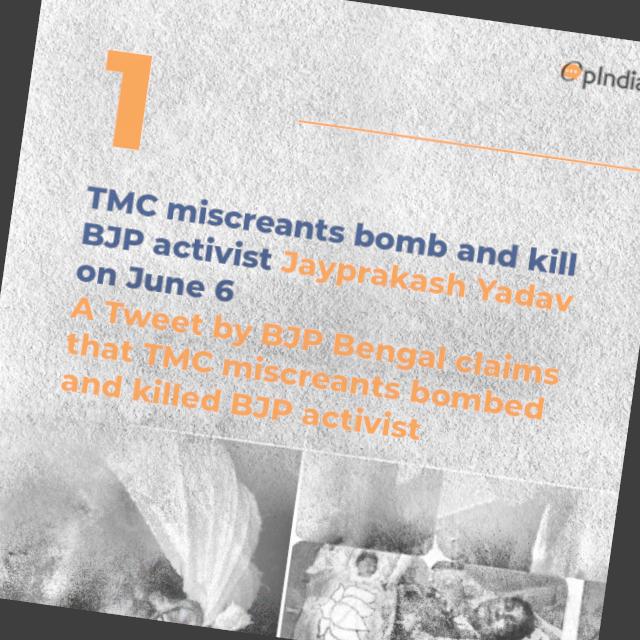 OpIndia
1
TMC miscreants bomb and kill
BJP activist Jayprakash Yadav
on June 6
A Tweet by BJP Bengal claims
that TMC miscreants bombed
and killed BJP activist